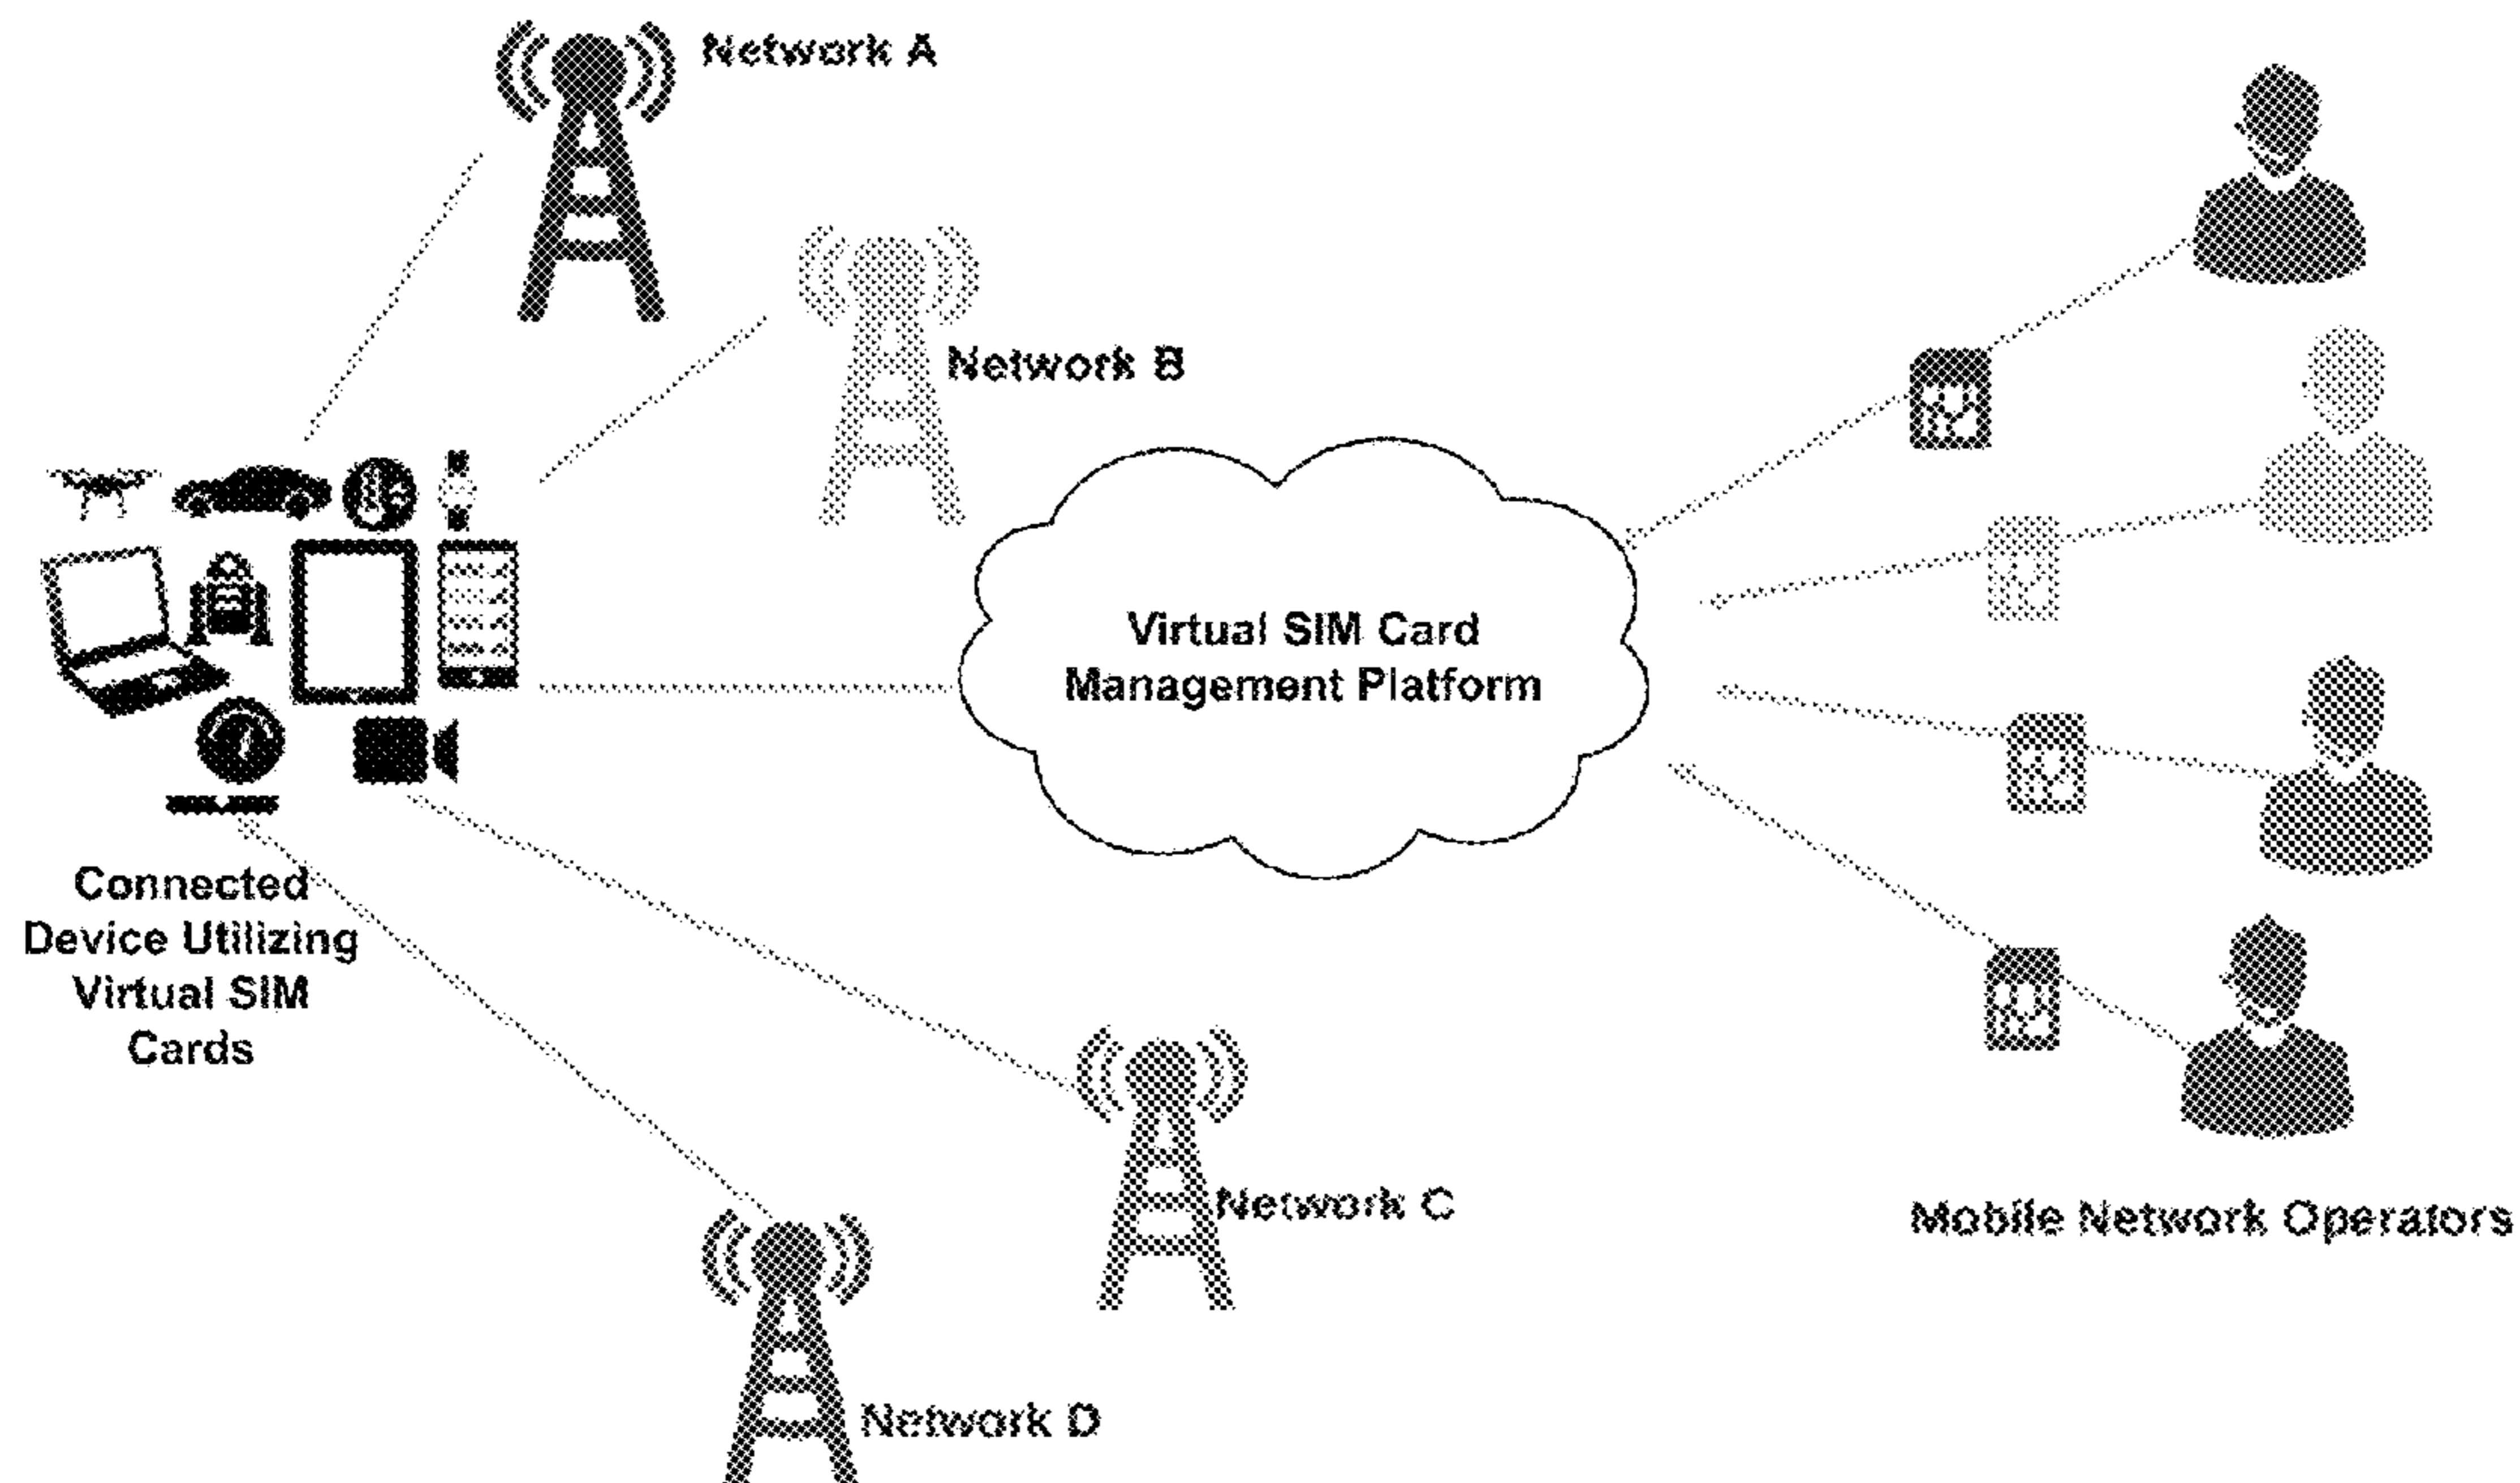 Network A
Network B
Virtual SIM Card
Management Platform
Connected
Device Utilizing
Virtual SIM
Cards
Network C
Mobile Network Operators
Network D